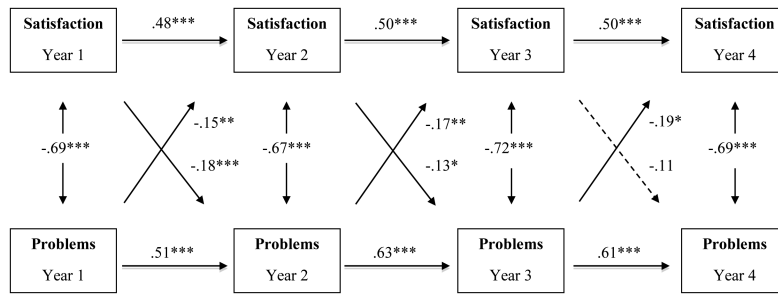 Satisfaction
Year 1
.48***
Satisfaction
Year 2
.50***
Satisfaction
Year 3
.50***
Satisfaction
Year 4
-.69***
-.15**
-.18***
-.67***
-.17**
-.13*
-.72***
-.19*
-.11
-.69***
Problems
Year 1
.51***
Problems
Year 2
.63***
Problems
Year 3
.61***
Problems
Year 4